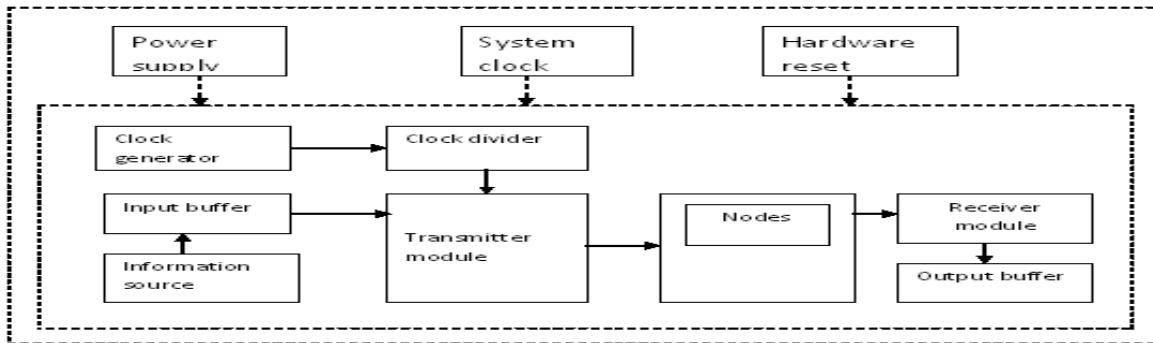 Power
supply
System
clock
Hardware
reset
Clock
generator
Clock divider
Input buffer
Information
source
Transmitter
module
Nodes
Receiver
module
Output buffer